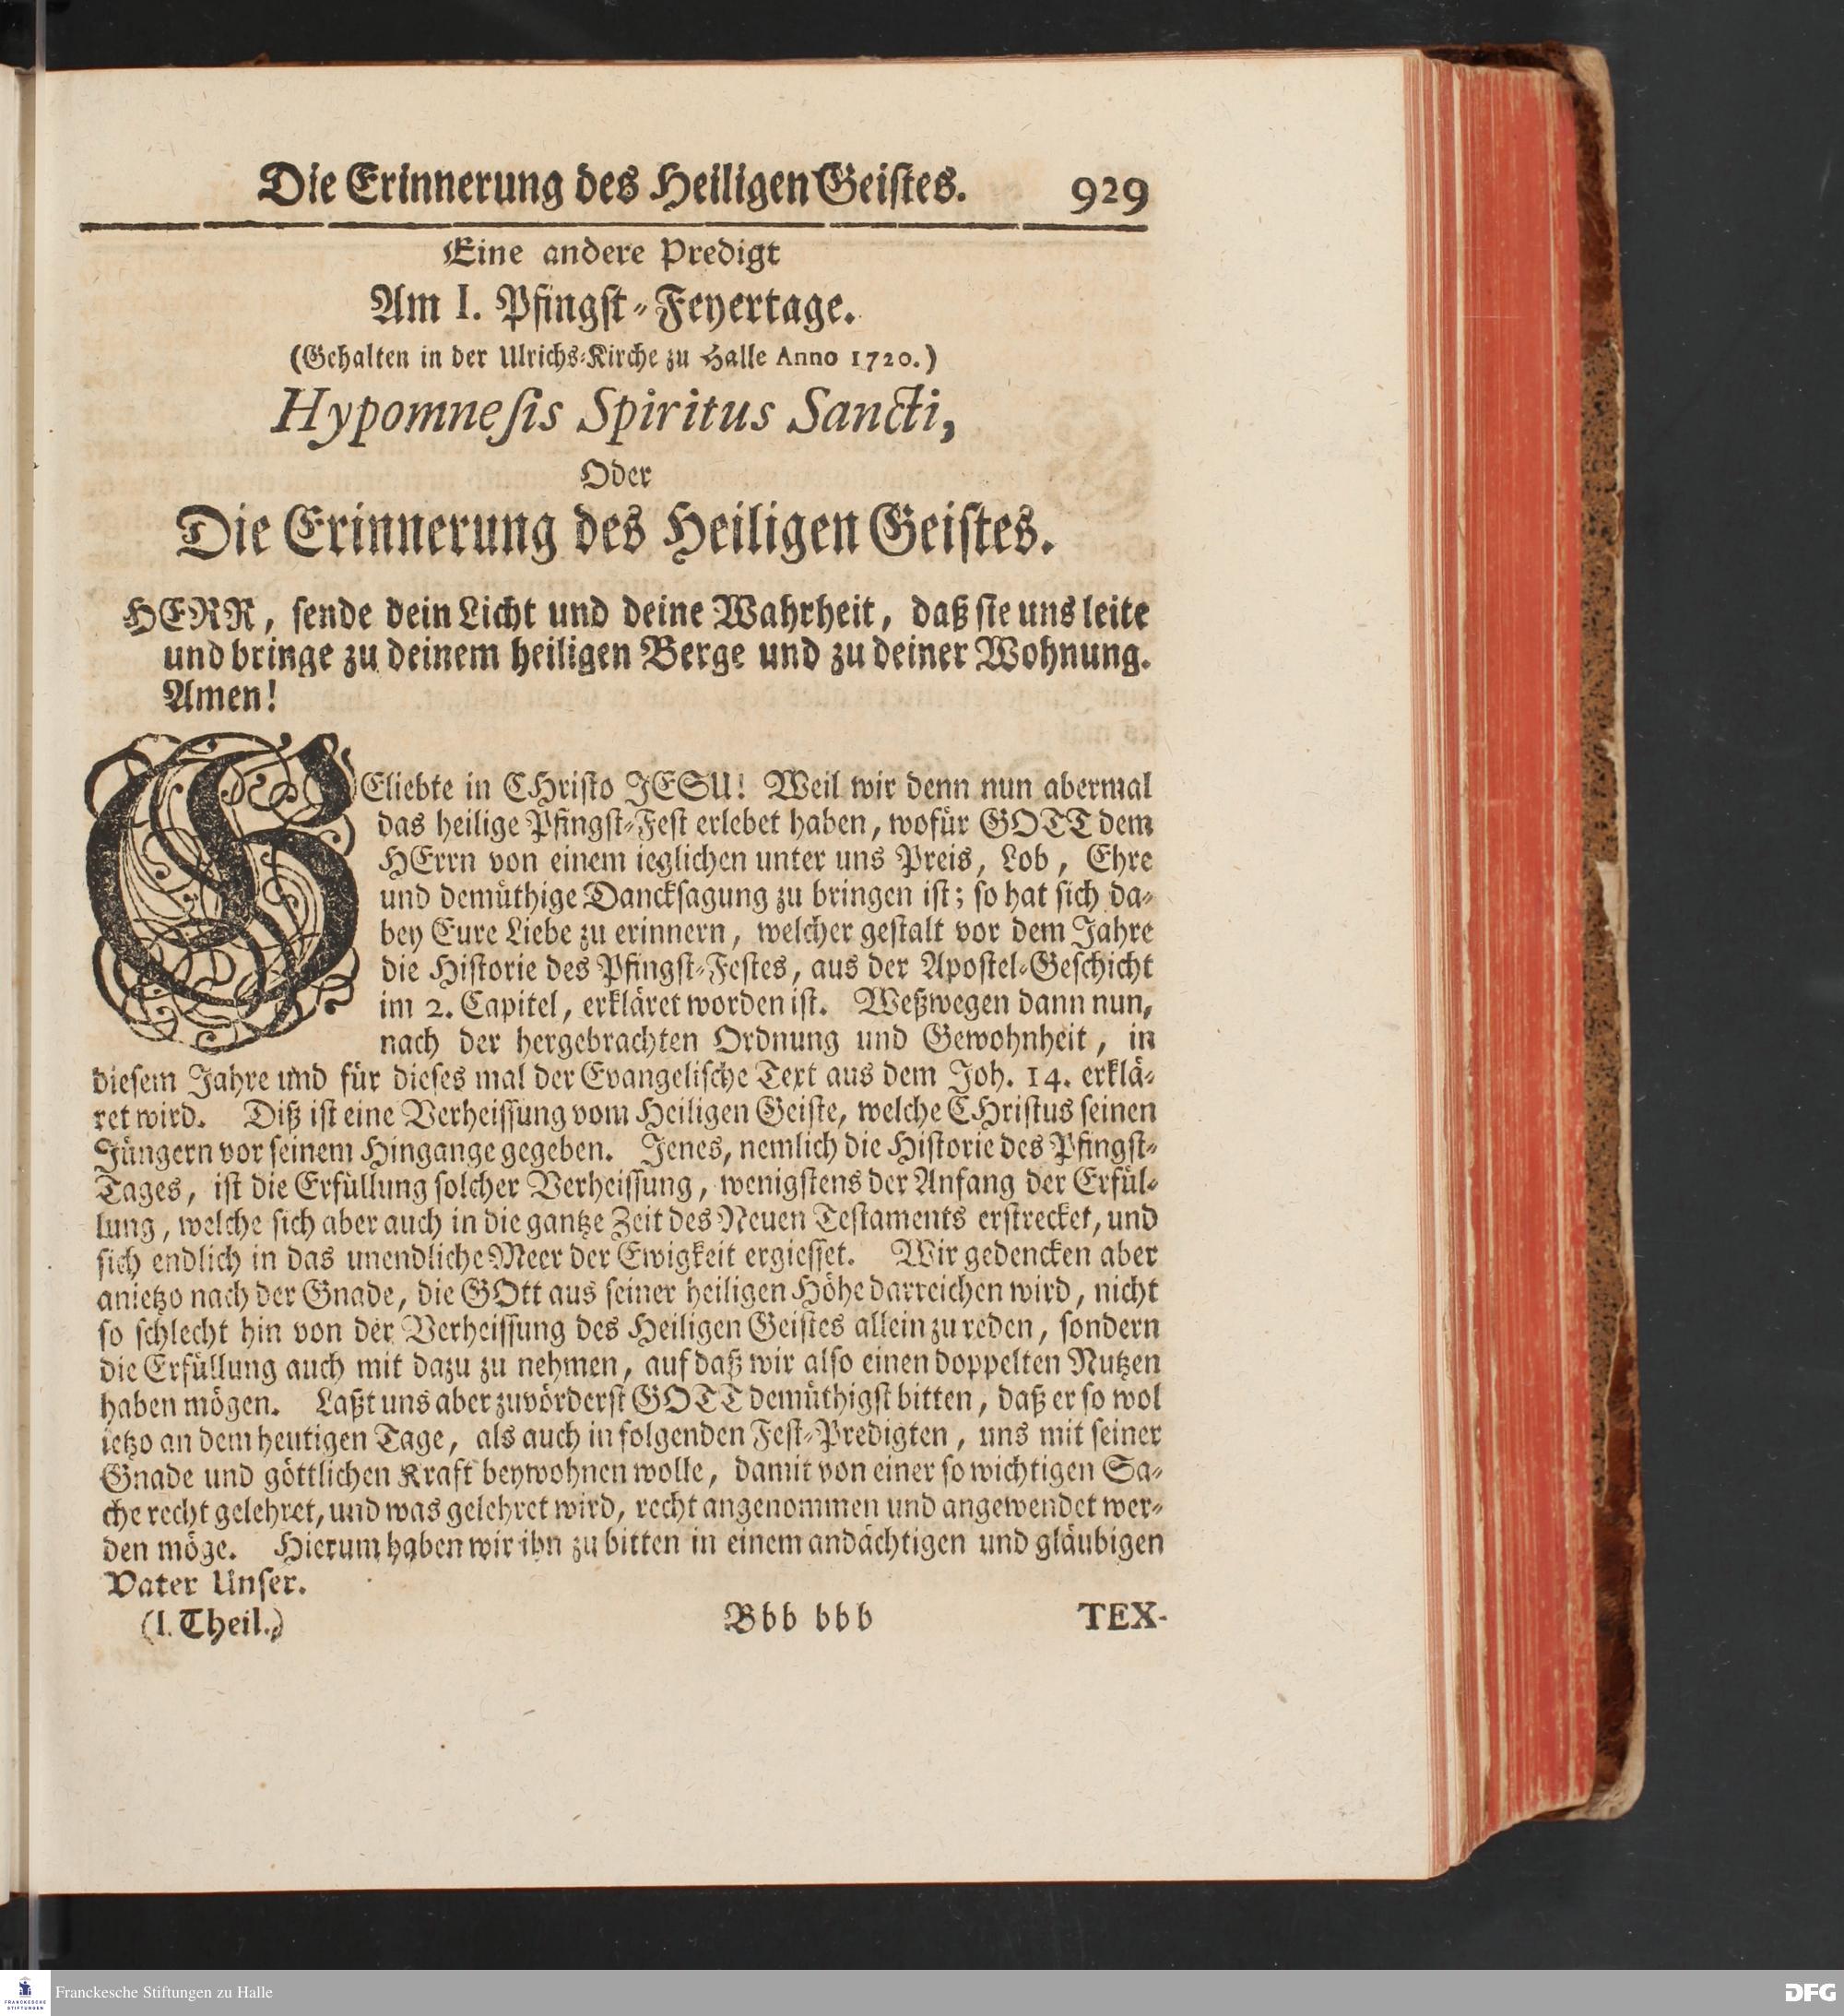 Die Erinnerung des Heiligen Geistes. 929
Eine andere Predigt
Am I. Pfingst-Feyertage.
(Gehalten in der Ulrichs-Kirche zu Halle Anno 1720.)
Hypomnesis Spiritus Sancti,
Oder
Die Erinnerung des Heiligen Geistes.
HERR, sende dein Licht und deine Wahrheit, daß sie uns leite
und bringe zu deinem heiligen Berge und zu deiner Wohnung.
Amen!
GEliebte in CHristo JESU! Weil wir denn nun abermal
das heilige Pfingst-Fest erlebet haben, wofür GOTT dem
HErrn von einem ieglichen unter uns Preis, Lob, Ehre
und demüthige Dancksagung zu bringen ist; so hat sich da-
bey Eure Liebe zu erinnern, welcher gestalt vor dem Jahre
die Historie des Pfingst-Festes, aus der Apostel-Geschicht
im 2. Capitel, erkläret worden ist. Weßwegen dann nun,
nach der hergebrachten Ordnung und Gewohnheit, in
diesem Jahre und für dieses mal der Evangelische Text aus dem Joh. 14. erklä-
ret wird. Diß ist eine Verheissung vom Heiligen Geiste, welche CHristus seinen
Jüngern vor seinem Hingange gegeben. Jenes, nemlich die Historie des Pfingst-
Tages, ist die Erfüllung solcher Verheissung, wenigstens der Anfang der Erfül-
lung, welche sich aber auch in die gantze Zeit des Neuen Testaments erstrecket, und
sich endlich in das unendliche Meer der Ewigkeit ergiesset. Wir gedencken aber
anietzo nach der Gnade, die GOtt aus seiner heiligen Höhe darreichen wird, nicht
so schlecht hin von der Verheissung des Heiligen Geistes allein zu reden, sondern
die Erfüllung auch mit dazu zu nehmen, auf daß wir also einen doppelten Nutzen
haben mögen. Laßt uns aber zuvörderst GOTT demüthigst bitten, daß er so wol
ietzo an dem heutigen Tage, als auch in folgenden Fest-Predigten, uns mit seiner
Gnade und göttlichen Kraft beywohnen wolle, damit von einer so wichtigen Sa-
che recht gelehret, und was gelehret wird, recht angenommen und angewendet wer-
den möge. Hierum haben wir ihn zu bitten in einem andächtigen und gläubigen
Vater Unser.
(I. Theil.) Bbb bbb TEX-
FRANCKESCHE STIFTUNGEN
Franckesche Stiftungen zu Halle
DFG